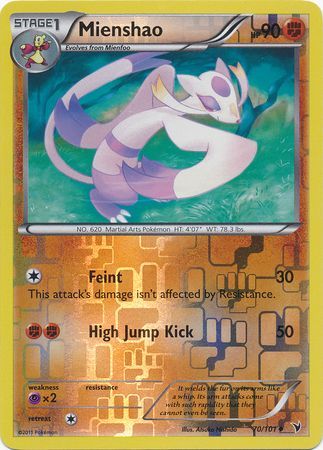 STAGE1
Mienshao
HP90
Evolves from Mienfoo
NO. 620 Martial Arts Pokémon HT: 4'07" WT: 78.3 lbs.
Feint 30
This attack's damage isn't affected by Resistance.
High Jump Kick 50
weakness resistance
×2
retreat
It wields the fur on its arms like
a whip. Its arm attacks come
with such rapidity that they
cannot even be seen.
©2011 Pokémon
Illus. Atsuko Nishida
70/101